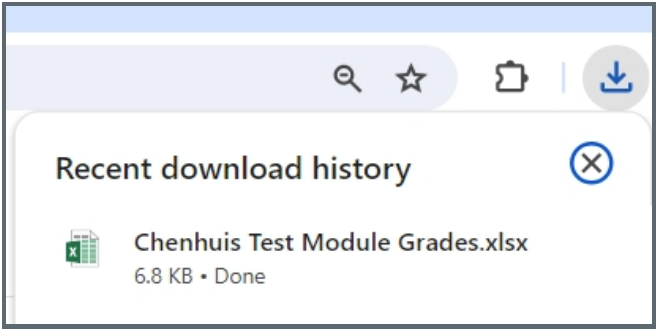 Recent download history
Chenhuis Test Module Grades.xlsx
6.8 KB • Done